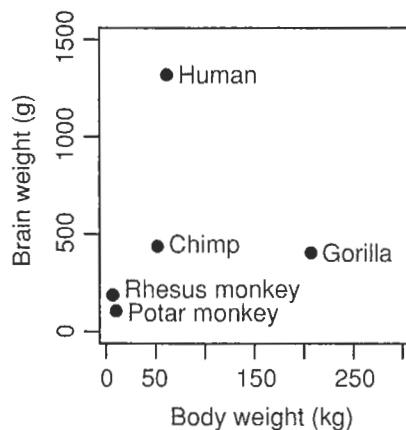 Brain weight (g)
1500
1000
500
0
Human
Chimp
Gorilla
Rhesus monkey
Potar monkey
0 50 150 250
Body weight (kg)